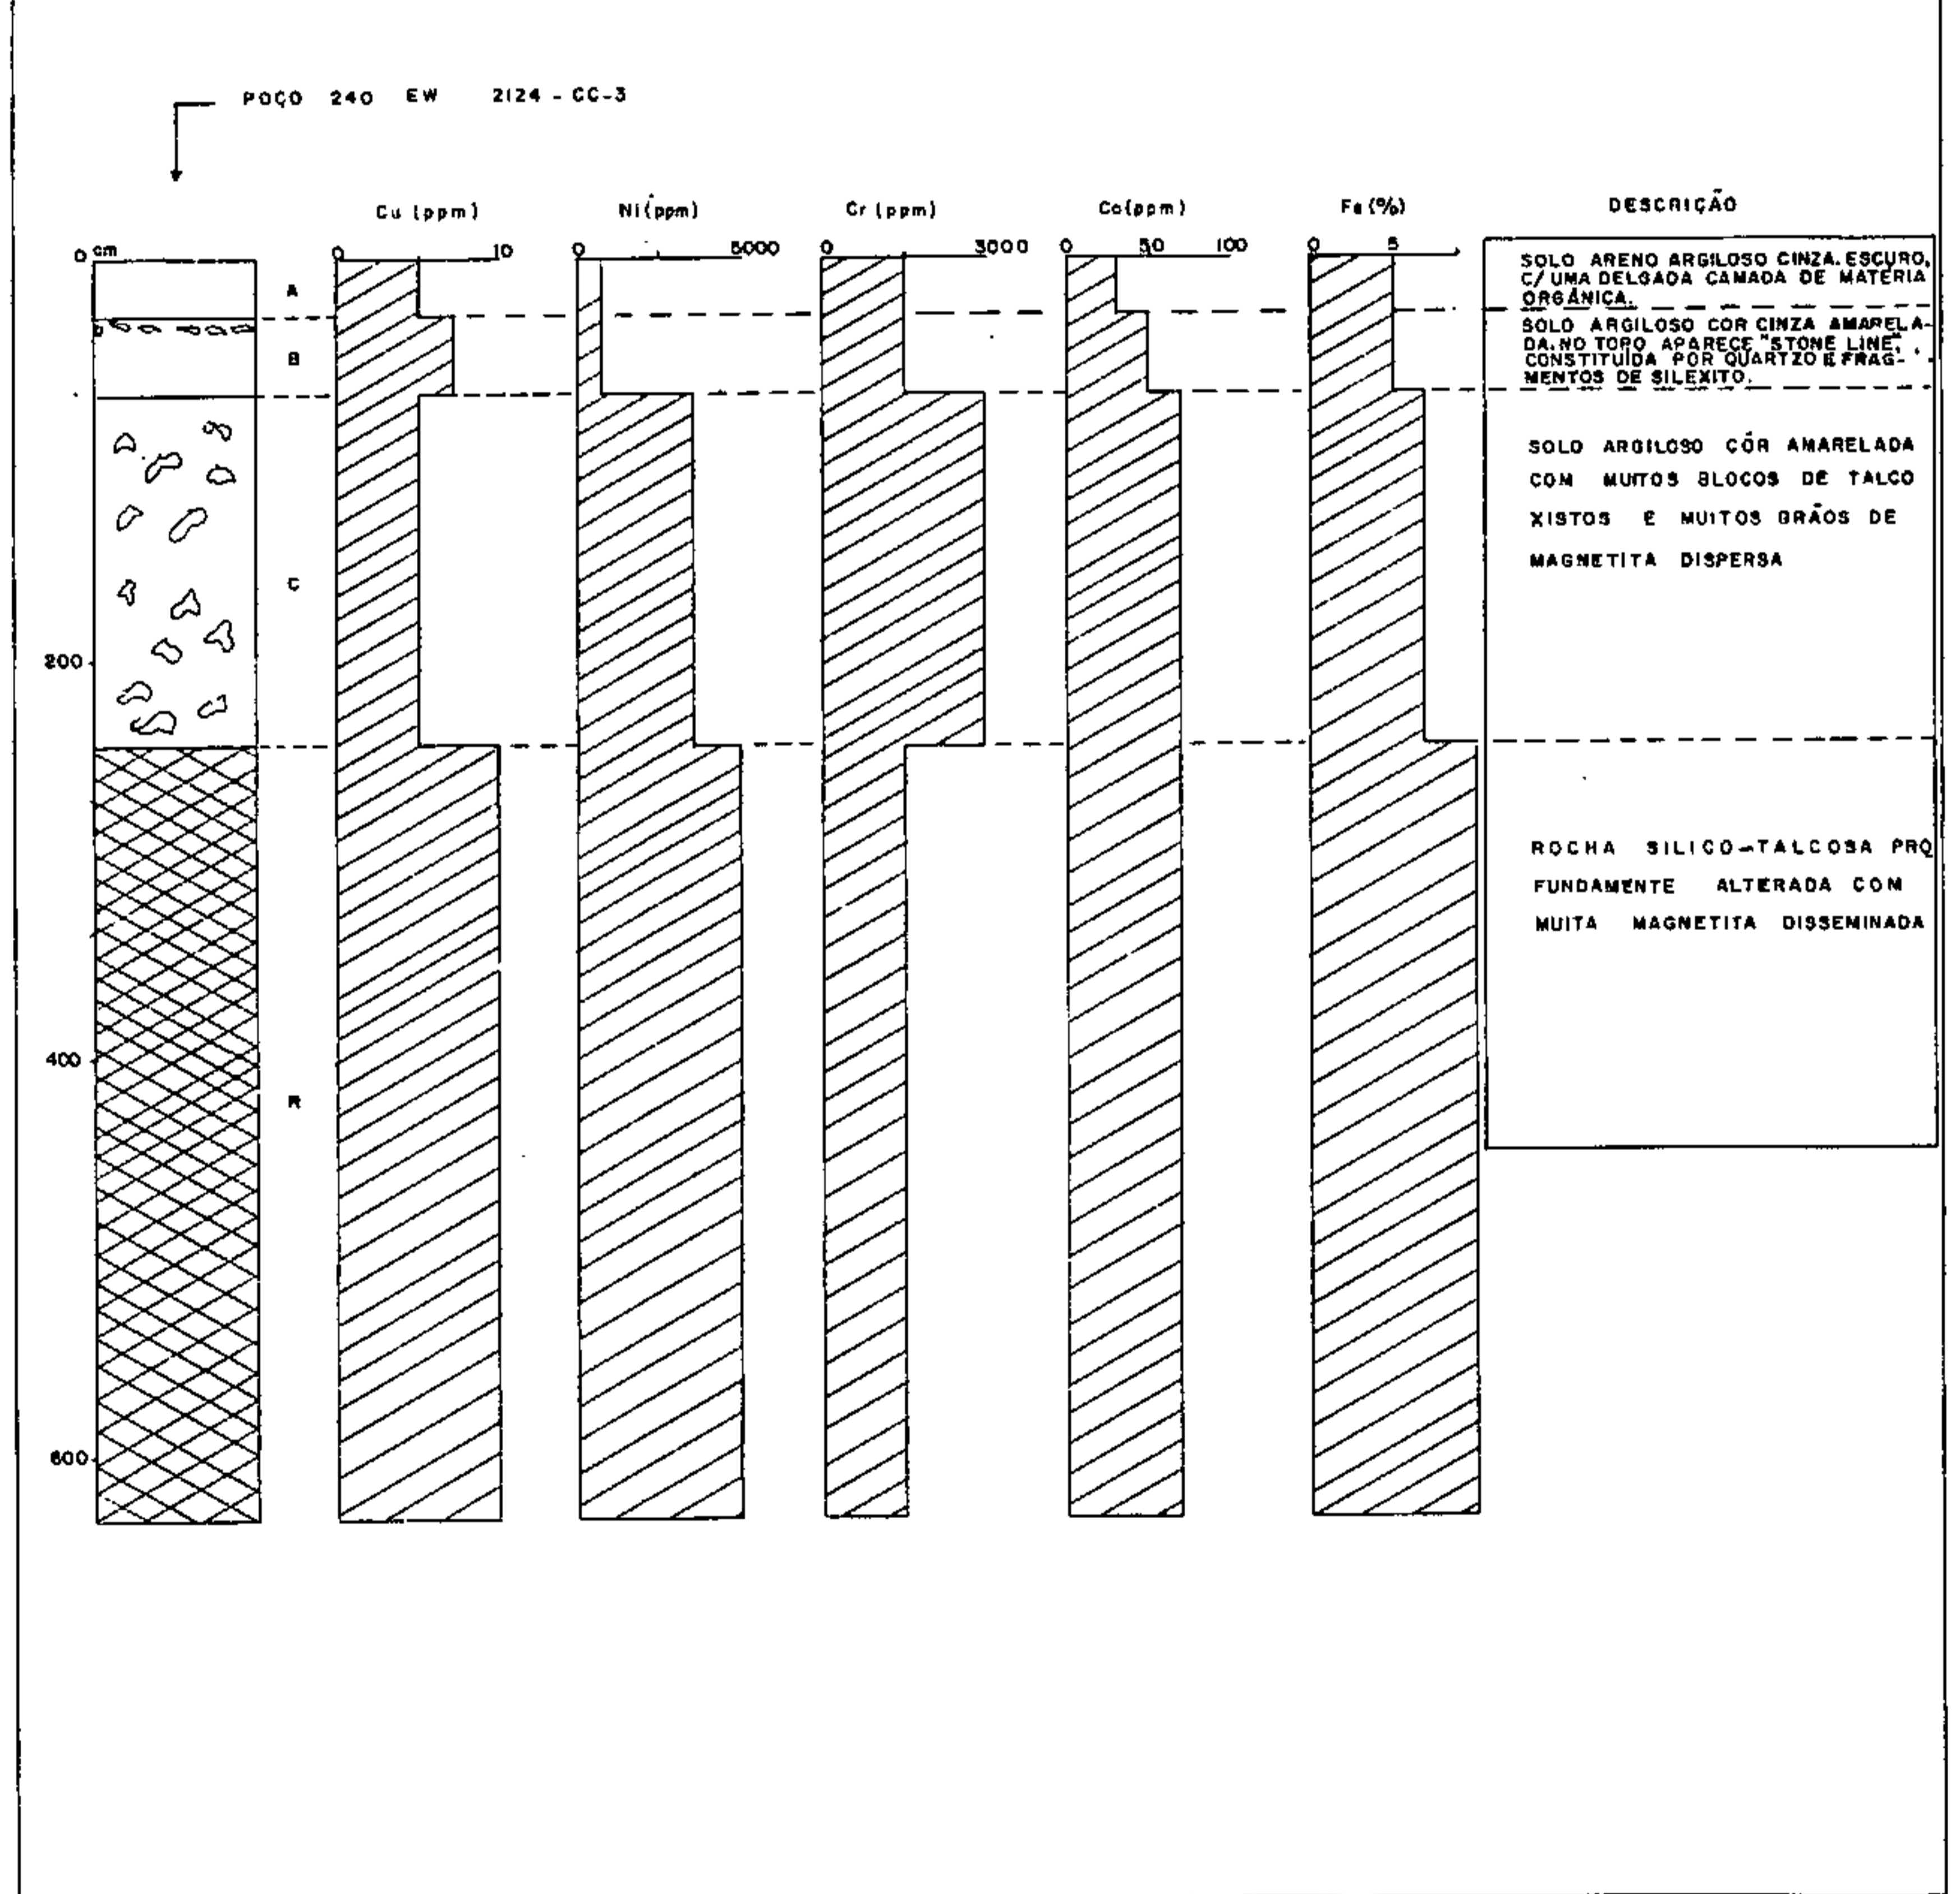 POÇO 240 EW 2124 - CC-3
Cu (ppm) Ni (ppm) Cr (ppm) Co (ppm) Fe (%) DESCRIÇÃO
0 cm 0 10 0 5000 0 3000 0 50 100 0 5
A
B
C
R
200
400
600
SOLO ARENO ARGILOSO CINZA ESCURO,
C/ UMA DELGADA CAMADA DE MATÉRIA
ORGÂNICA.
SOLO ARGILOSO COR CINZA AMARELA-
DA. NO TOPO APARECE "STONE LINE",
CONSTITUÍDA POR QUARTZO E FRAG-
MENTOS DE SILEXITO.
SOLO ARGILOSO CÔR AMARELADA
COM MUITOS BLOCOS DE TALCO
XISTOS E MUITOS GRÃOS DE
MAGNETITA DISPERSA
ROCHA SILICO-TALCOSA PRO
FUNDAMENTE ALTERADA COM
MUITA MAGNETITA DISSEMINADA